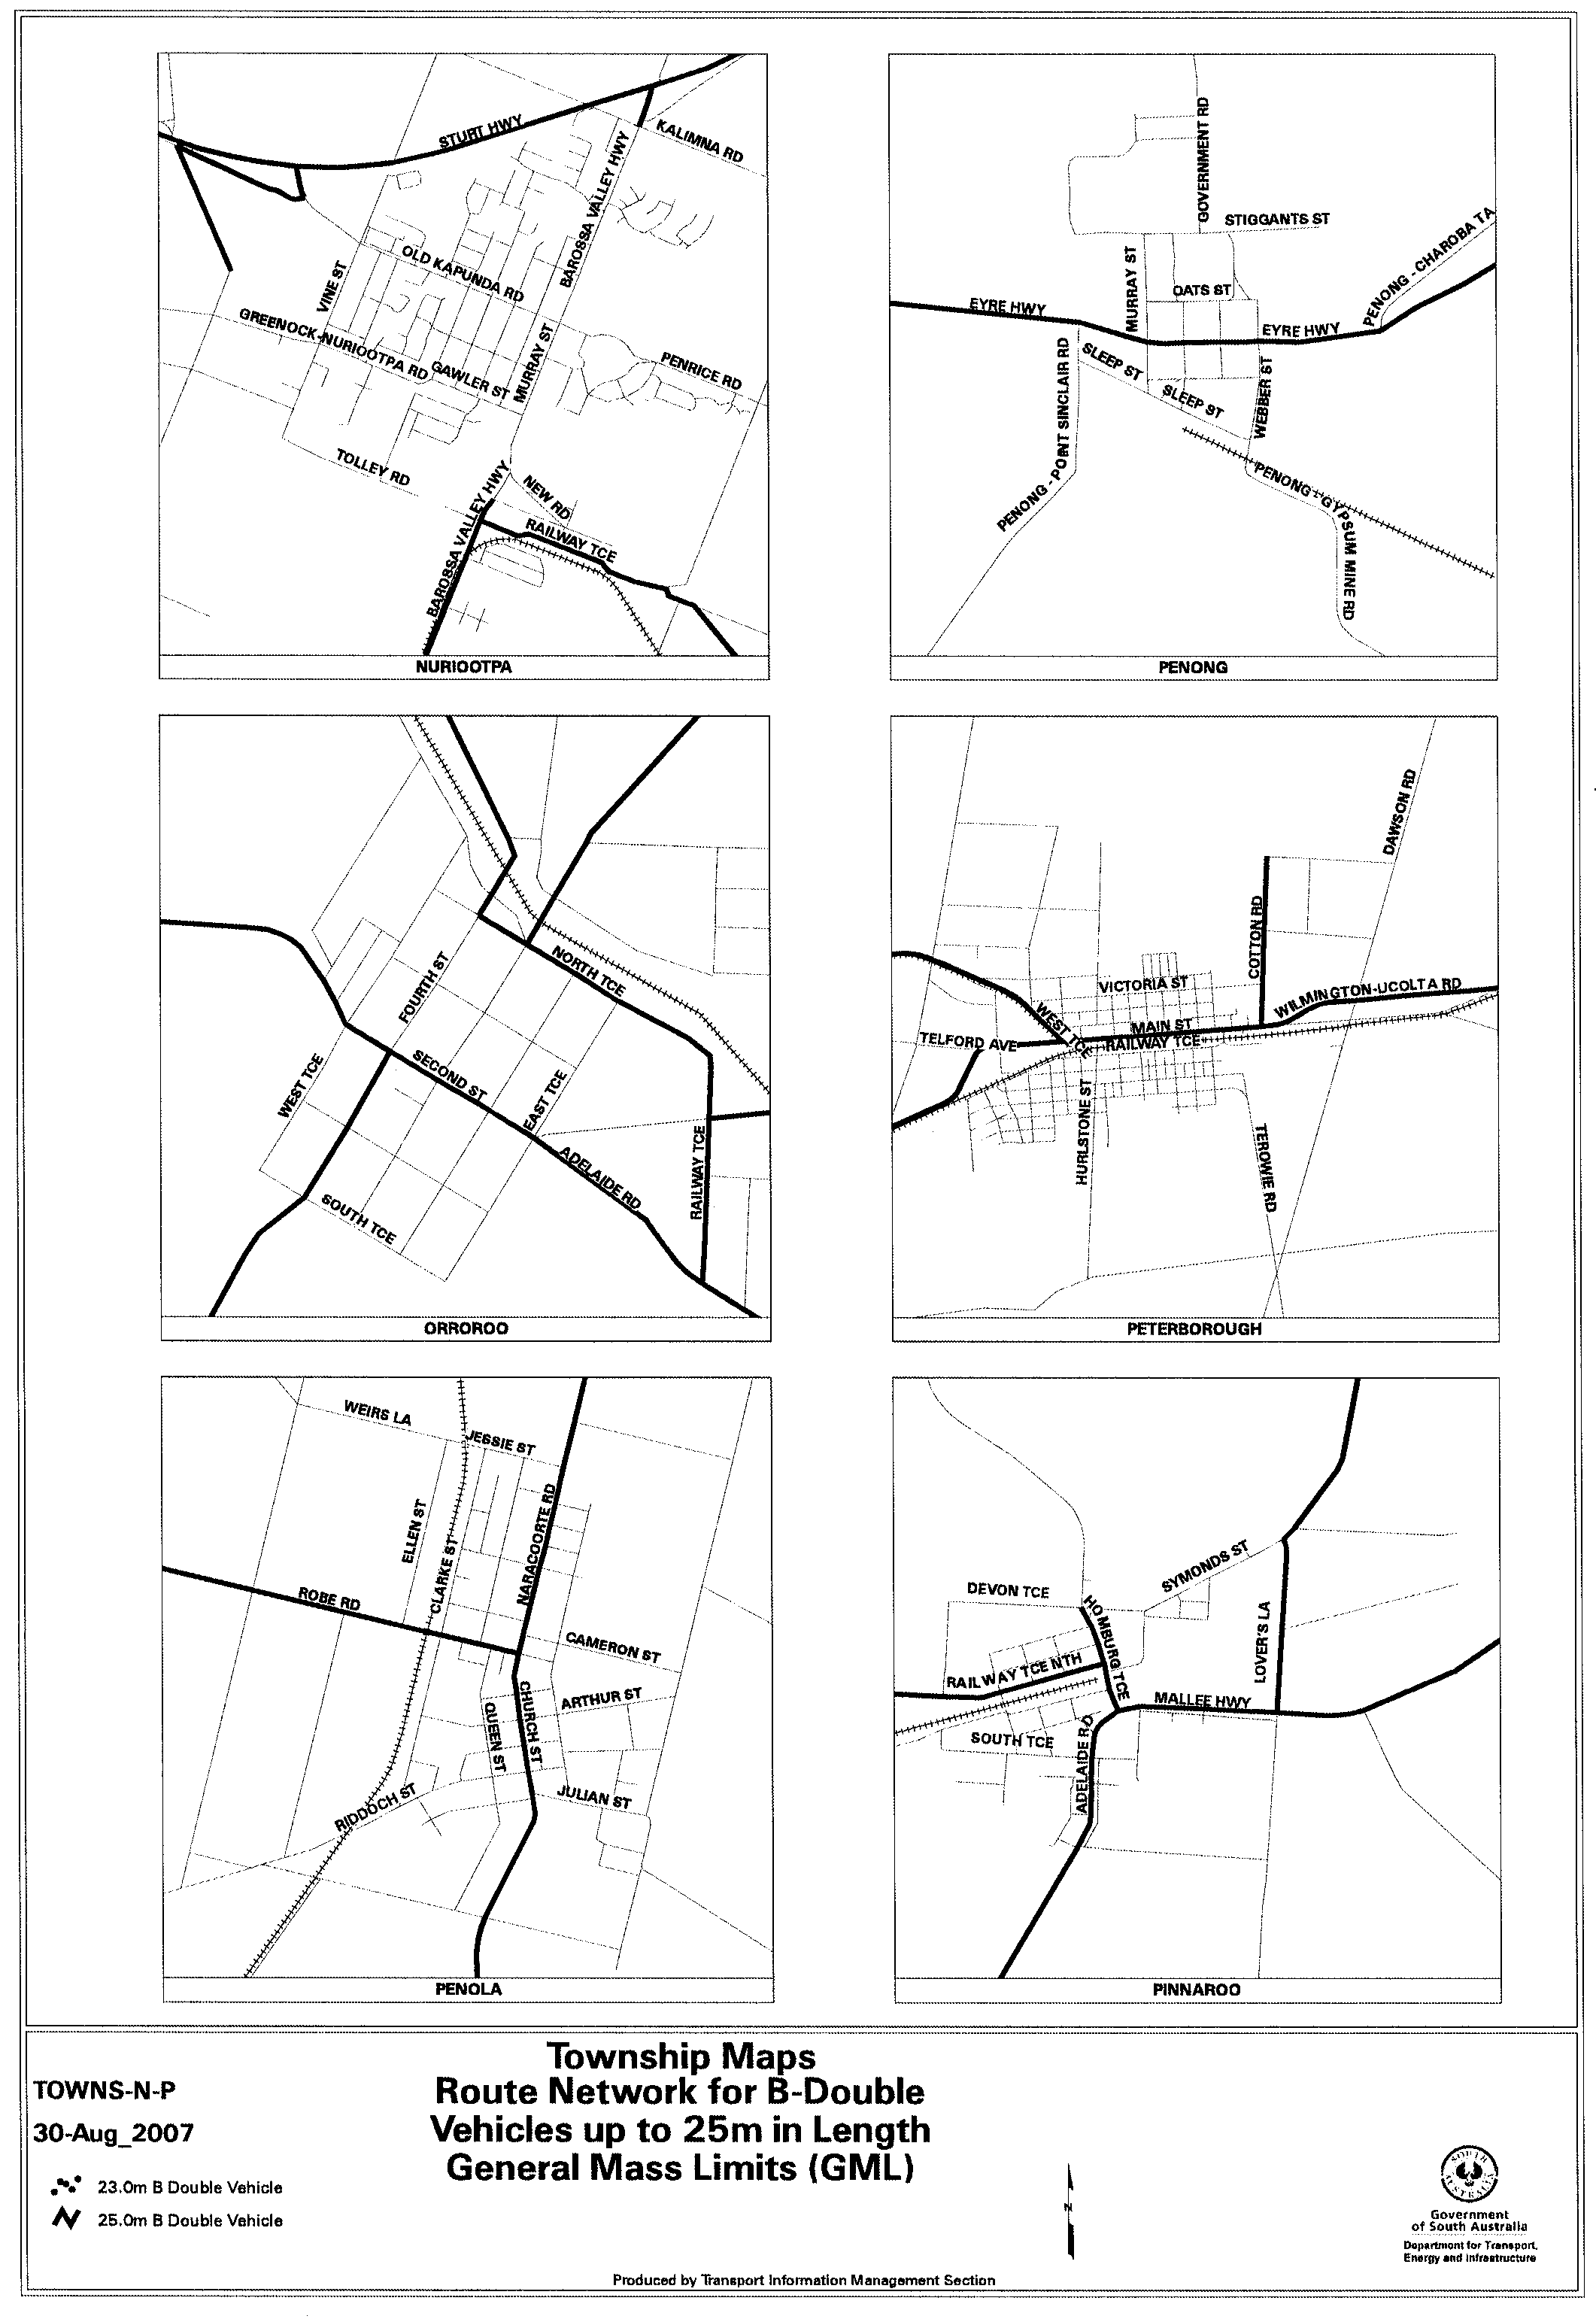 STURT HWY
KALIMNA RD
BAROSSA VALLEY HWY
OLD KAPUNDA RD
VINE ST
GREENOCK-NURIOOTPA RD
GAWLER ST
MURRAY ST
PENRICE RD
TOLLEY RD
NEW RD
RAILWAY TCE
BAROSSA VALLEY HWY
NURIOOTPA
GOVERNMENT RD
STIGGANTS ST
MURRAY ST
OATS ST
PENONG - CHAROBA TA
EYRE HWY
EYRE HWY
SLEEP ST
SLEEP ST
WEBBER ST
PENONG - POINT SINCLAIR RD
PENONG - GYPSUM MINE RD
PENONG
FOURTH ST
NORTH TCE
WEST TCE
SECOND ST
EAST TCE
ADELAIDE RD
RAILWAY TCE
SOUTH TCE
ORROROO
DAWSON RD
COTTON RD
VICTORIA ST
WILMINGTON-UCOLTA RD
WEST TCE
MAIN ST
TELFORD AVE
RAILWAY TCE
HURLSTONE ST
TEROWIE RD
PETERBOROUGH
WEIRS LA
JESSIE ST
ELLEN ST
CLARKE ST
NARACOORTE RD
ROBE RD
CAMERON ST
ARTHUR ST
QUEEN ST
CHURCH ST
JULIAN ST
RIDDOCH ST
PENOLA
SYMONDS ST
DEVON TCE
HOMBURG TCE
LOVER'S LA
RAILWAY TCE NTH
MALLEE HWY
SOUTH TCE
ADELAIDE RD
PINNAROO
TOWNS-N-P
30-Aug_2007
23.0m B Double Vehicle
25.0m B Double Vehicle
Township Maps
Route Network for B-Double
Vehicles up to 25m in Length
General Mass Limits (GML)
N
SOUTH AUSTRALIA
Government
of South Australia
Department for Transport,
Energy and Infrastructure
Produced by Transport Information Management Section